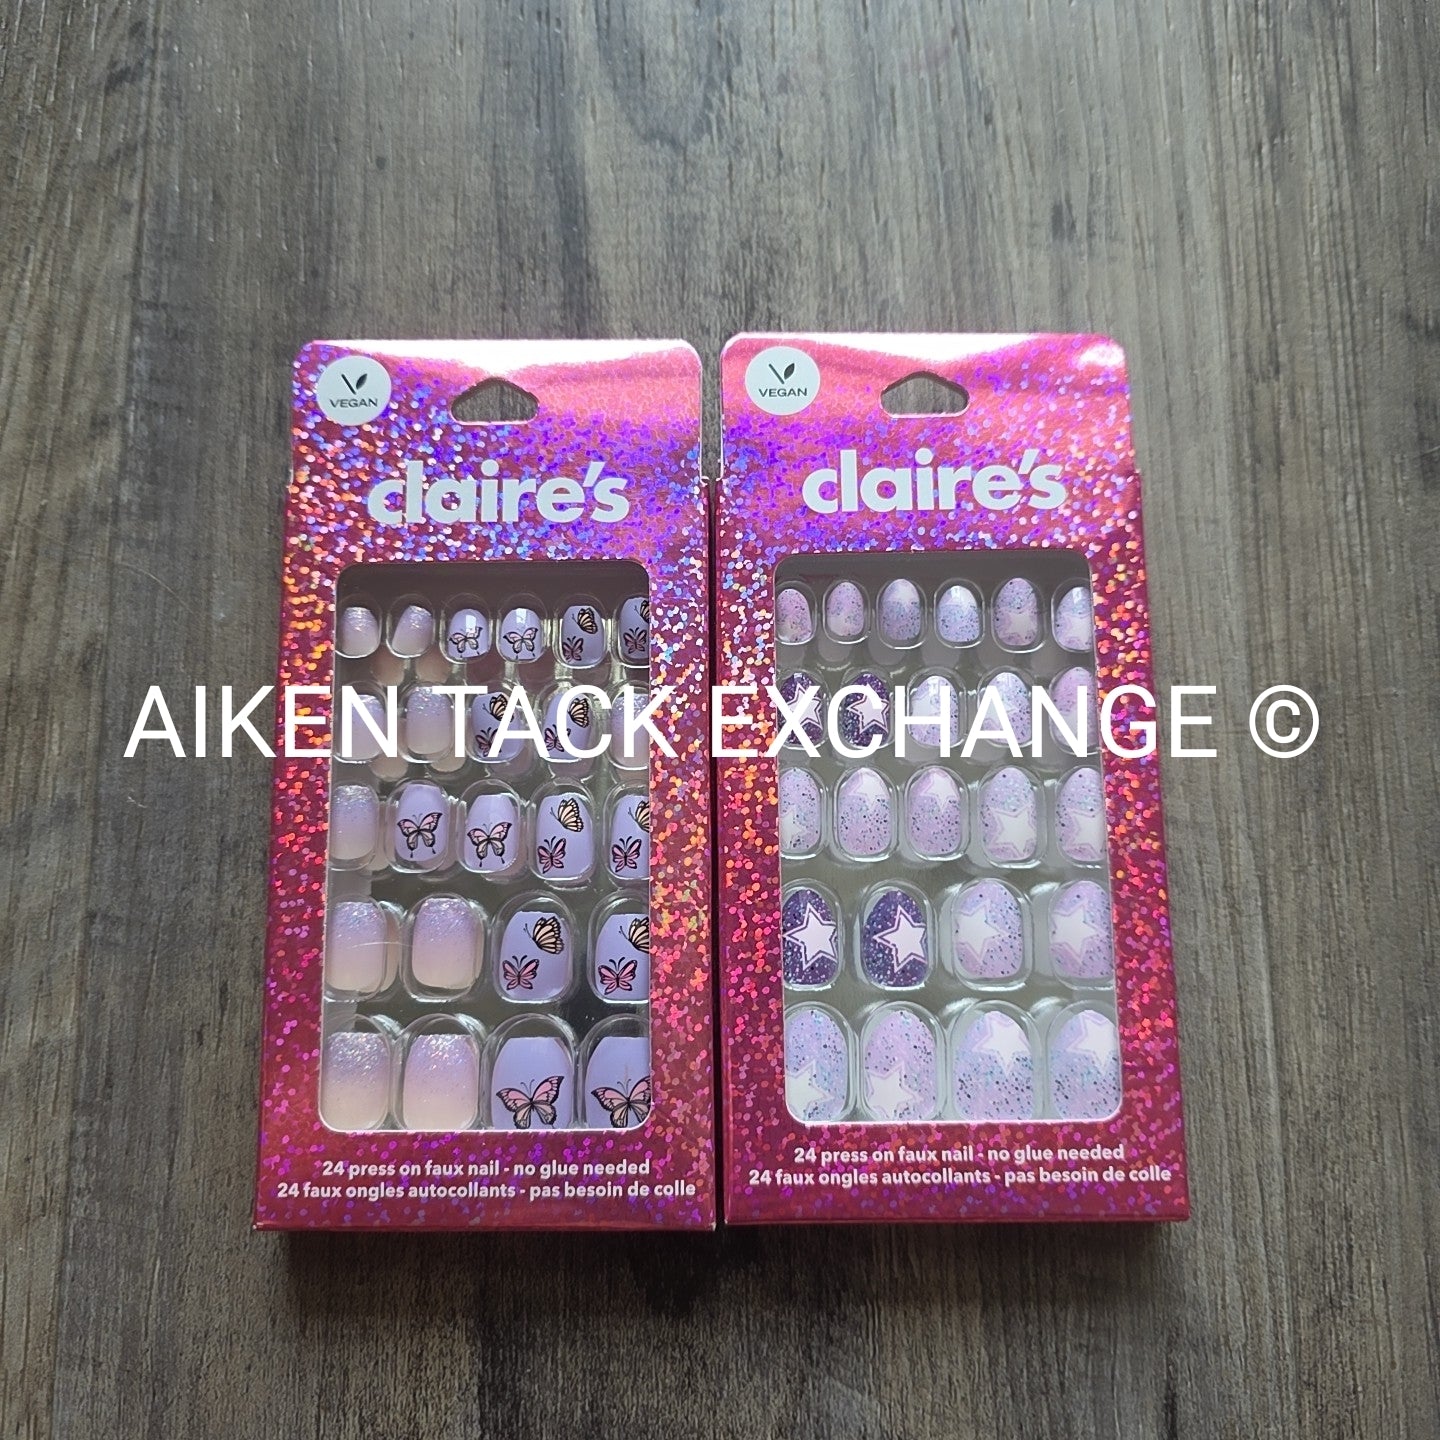 VEGAN
claire's
24 press on faux nail - no glue needed
24 faux ongles autocollants - pas besoin de colle
VEGAN
claire's
24 press on faux nail - no glue needed
24 faux ongles autocollants - pas besoin de colle
AIKEN TACK EXCHANGE ©